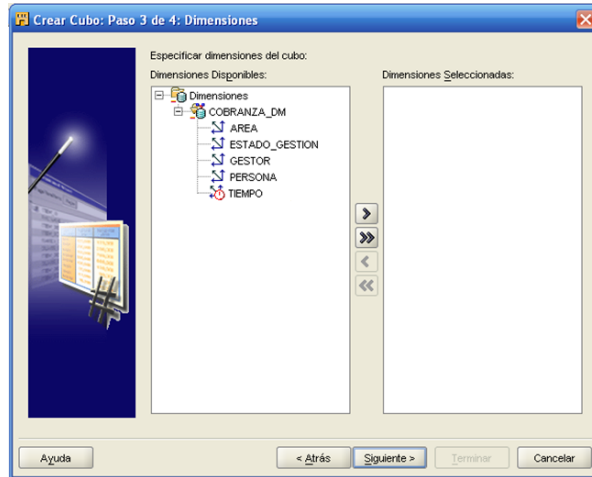 Crear Cubo: Paso 3 de 4: Dimensiones
Especificar dimensiones del cubo:
Dimensiones Disponibles:
Dimensiones Seleccionadas:
Dimensiones
COBRANZA_DM
AREA
ESTADO_GESTION
GESTOR
PERSONA
TIEMPO
Ayuda
< Atrás
Siguiente >
Terminar
Cancelar